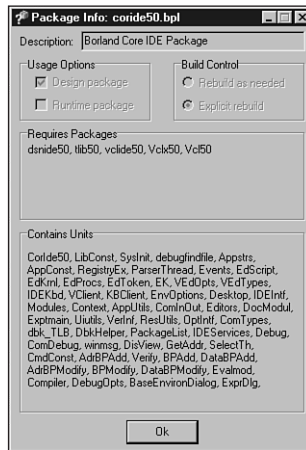 Package Info: coride50.bpl
Description: Borland Core IDE Package
Usage Options
Design package
Runtime package
Build Control
Rebuild as needed
Explicit rebuild
Requires Packages
dsnide50, tlib50, vclide50, Vclx50, Vcl50
Contains Units
CorIde50, LibConst, SysInit, debugfindfile, Appstrs,
AppConst, RegistryEx, ParserThread, Events, EdScript,
EdKrnl, EdProcs, EdToken, EK, VEdOpts, VEdTypes,
IDEKbd, VClient, KBClient, EnvOptions, Desktop, IDEIntf,
Modules, Context, AppUtils, ComInOut, Editors, DocModul,
Exptmain, Uiutils, VerInf, ResUtils, OptIntf, ComTypes,
dbk_TLB, DbkHelper, PackageList, IDEServices, Debug,
ComDebug, winmsg, DisView, GetAddr, SelectTh,
CmdConst, AdrBPAdd, Verify, BPAdd, DataBPAdd,
AdrBPModify, BPModify, DataBPModify, Evalmod,
Compiler, DebugOpts, BaseEnvironDialog, ExprDlg,
Ok